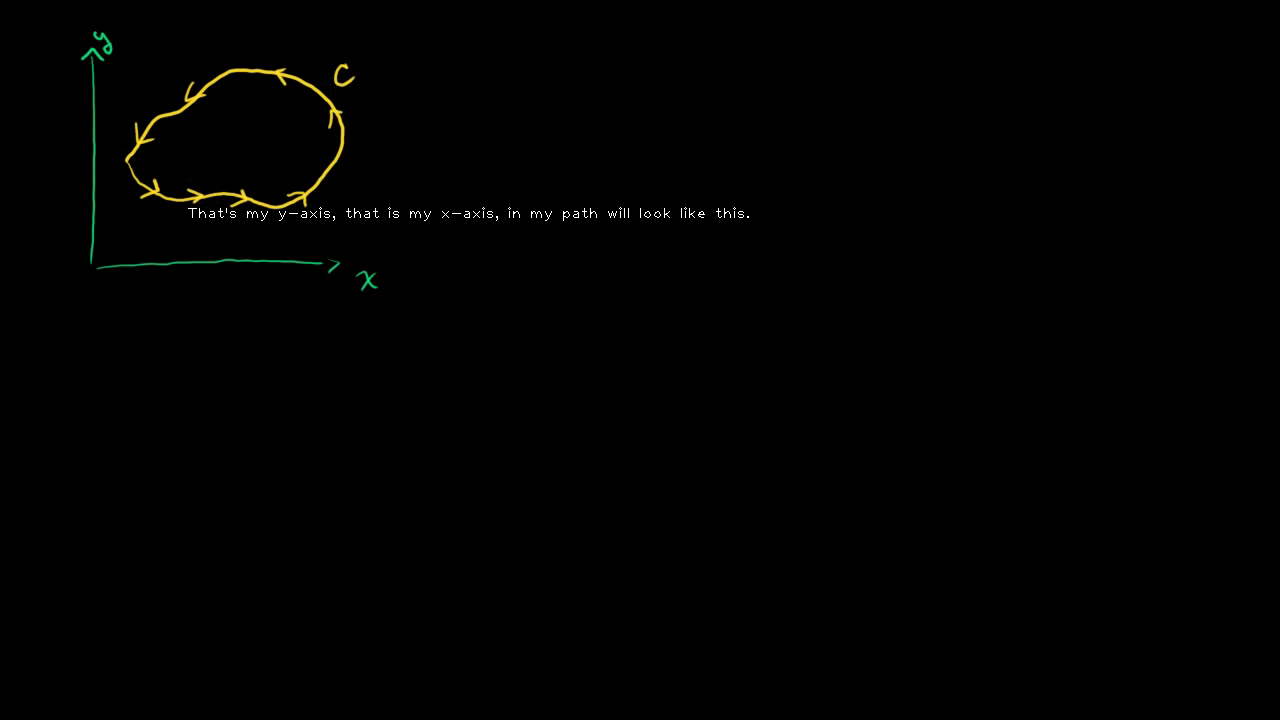 y
C
That's my y-axis, that is my x-axis, in my path will look like this.
x